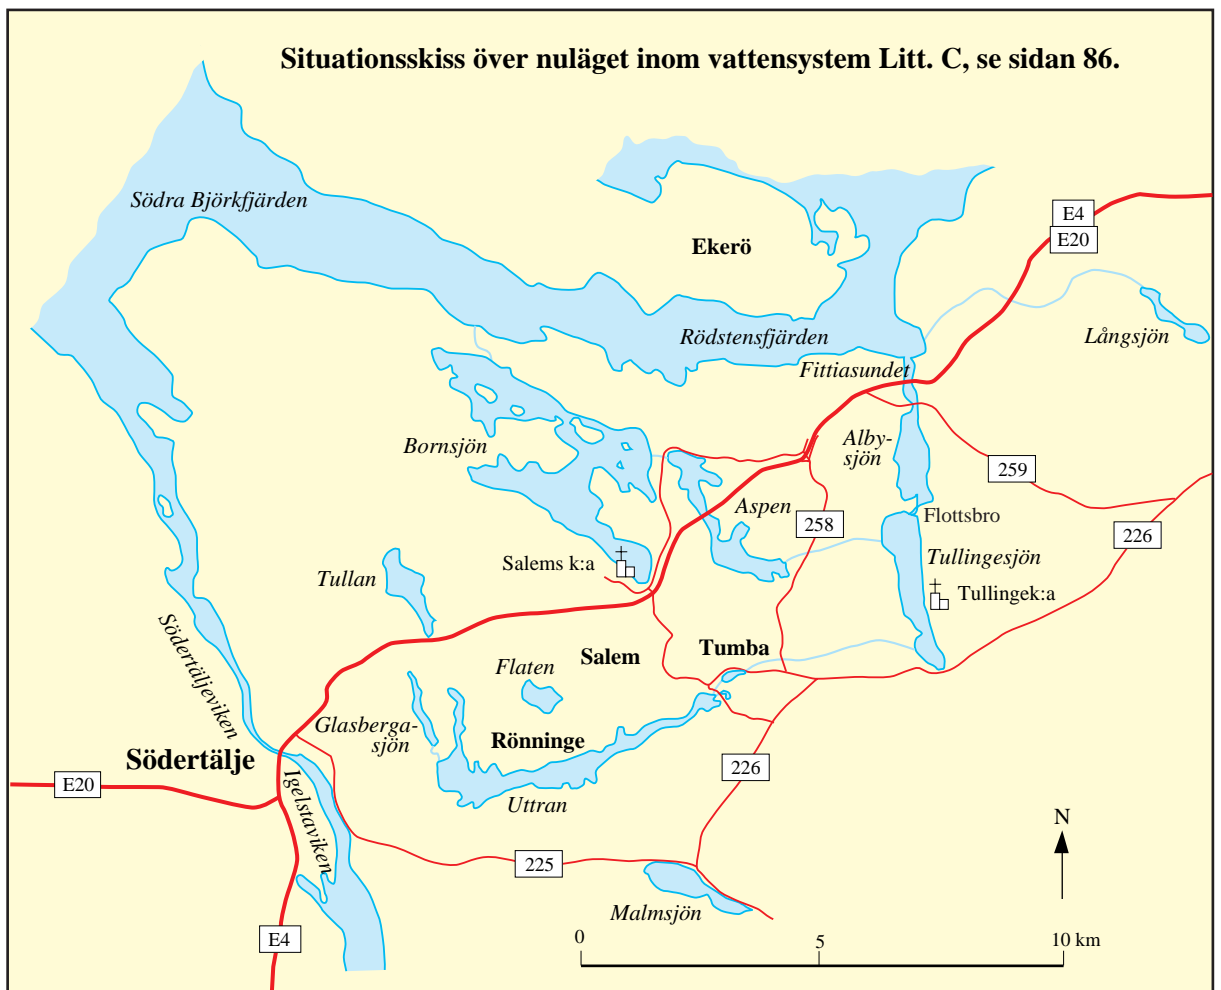 Situationsskiss över nuläget inom vattensystem Litt. C, se sidan 86.
Södra Björkfjärden
Ekerö
E4
E20
Rödstensfjärden
Långsjön
Fittiasundet
Bornsjön
Alby-
sjön
259
Aspen
258
Flottsbro
226
Salems k:a
Tullingesjön
Tullan
Tullingek:a
Södertäljeviken
Salem
Tumba
Flaten
Glasberga-
sjön
Rönninge
Södertälje
226
E20
Igelstaviken
Uttran
N
225
Malmsjön
E4
0
5
10 km